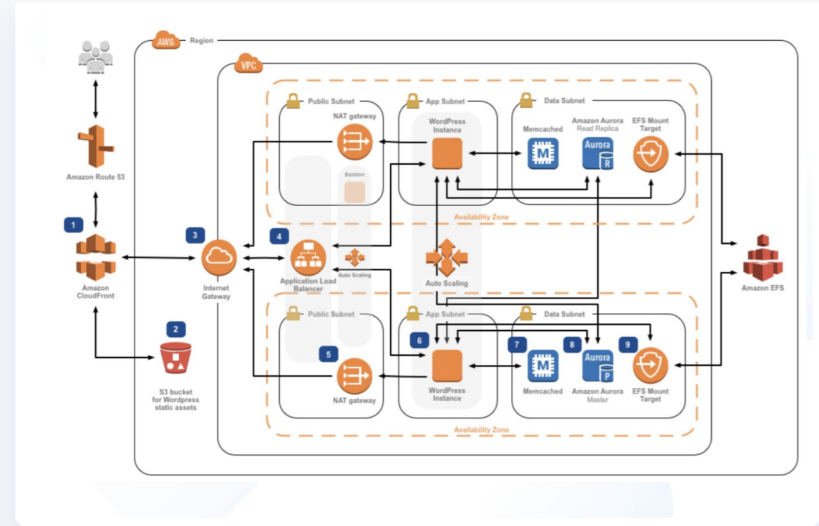 AWS
Region
VPC
Public Subnet
NAT gateway
Bastion
App Subnet
WordPress
Instance
Data Subnet
Memcached
Amazon Aurora
Read Replica
Aurora
R
EFS Mount
Target
M
Availability Zone
Amazon Route 53
1
Amazon
CloudFront
2
S3 bucket
for Wordpress
static assets
3
Internet
Gateway
4
Application Load
Balancer
Auto Scaling
Auto Scaling
Amazon EFS
Public Subnet
5
NAT gateway
App Subnet
6
WordPress
Instance
Data Subnet
7
M
Memcached
8
Aurora
P
Amazon Aurora
Master
9
EFS Mount
Target
Availability Zone